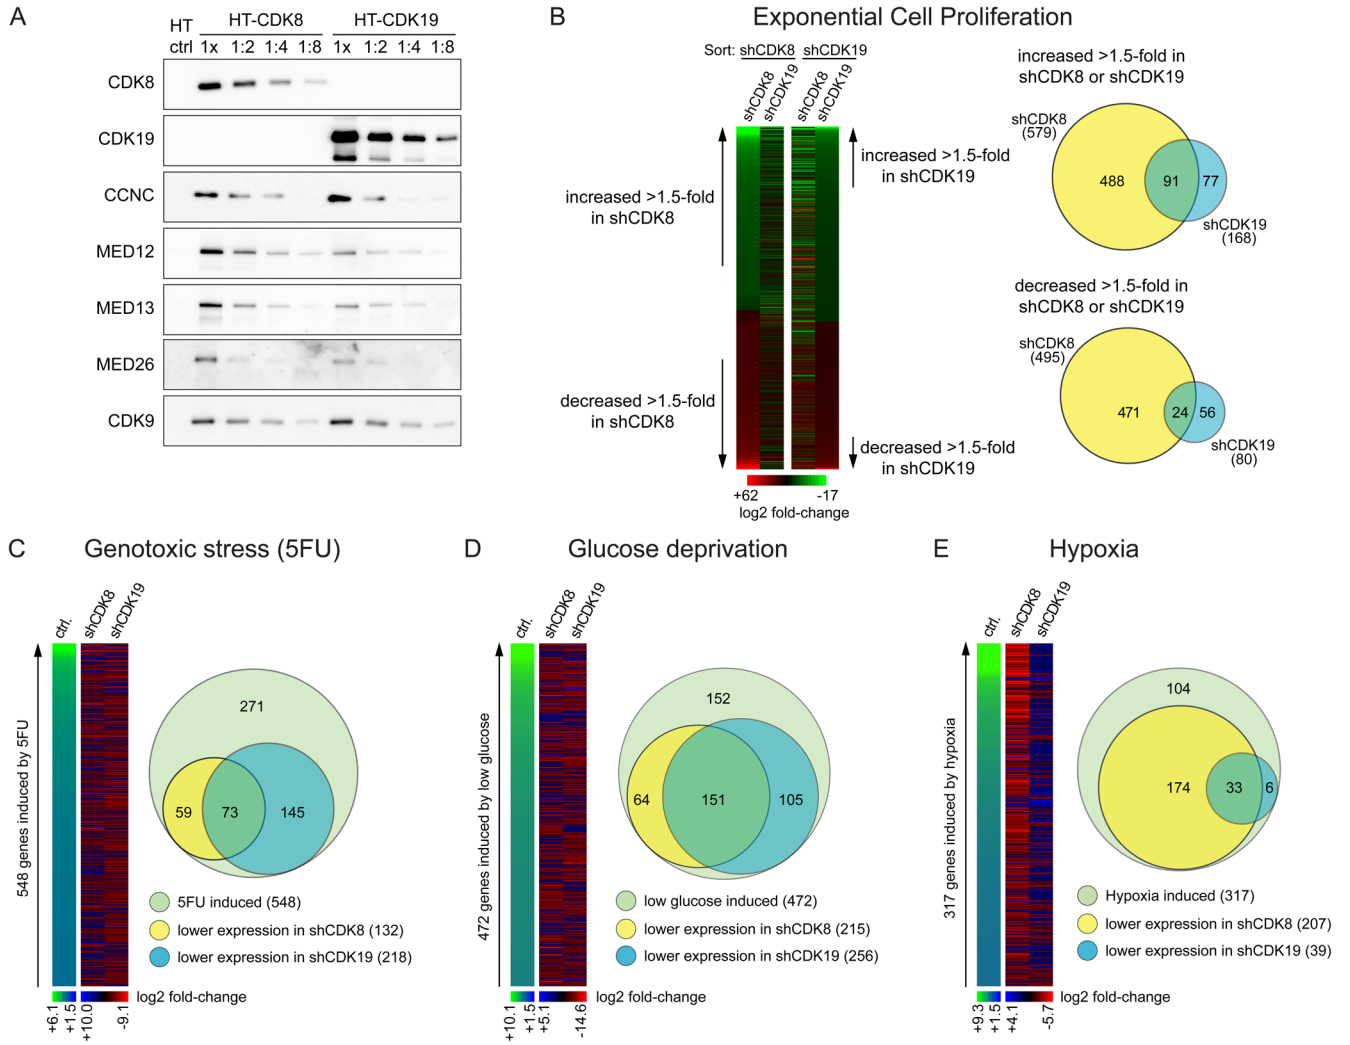 A
HT
ctrl
HT-CDK8
HT-CDK19
1x 1:2 1:4 1:8 1x 1:2 1:4 1:8
CDK8
CDK19
CCNC
MED12
MED13
MED26
CDK9
B
Exponential Cell Proliferation
Sort: shCDK8 shCDK19
shCDK8
shCDK19
shCDK8
shCDK19
increased >1.5-fold
in shCDK8
decreased >1.5-fold
in shCDK8
increased >1.5-fold
in shCDK19
decreased >1.5-fold
in shCDK19
+62 -17
log2 fold-change
increased >1.5-fold in
shCDK8 or shCDK19
shCDK8
(579)
488 91 77
shCDK19
(168)
decreased >1.5-fold in
shCDK8 or shCDK19
shCDK8
(495)
471 24 56
shCDK19
(80)
C
Genotoxic stress (5FU)
ctrl.
shCDK8
shCDK19
548 genes induced by 5FU
271
59 73 145
5FU induced (548)
lower expression in shCDK8 (132)
lower expression in shCDK19 (218)
log2 fold-change
+6.1
+1.5
+10.0
-9.1
D
Glucose deprivation
ctrl.
shCDK8
shCDK19
472 genes induced by low glucose
152
64 151 105
low glucose induced (472)
lower expression in shCDK8 (215)
lower expression in shCDK19 (256)
log2 fold-change
+10.1
+1.5
+5.1
-14.6
E
Hypoxia
ctrl.
shCDK8
shCDK19
317 genes induced by hypoxia
104
174 33 6
Hypoxia induced (317)
lower expression in shCDK8 (207)
lower expression in shCDK19 (39)
log2 fold-change
+9.3
+1.5
+4.1
-5.7